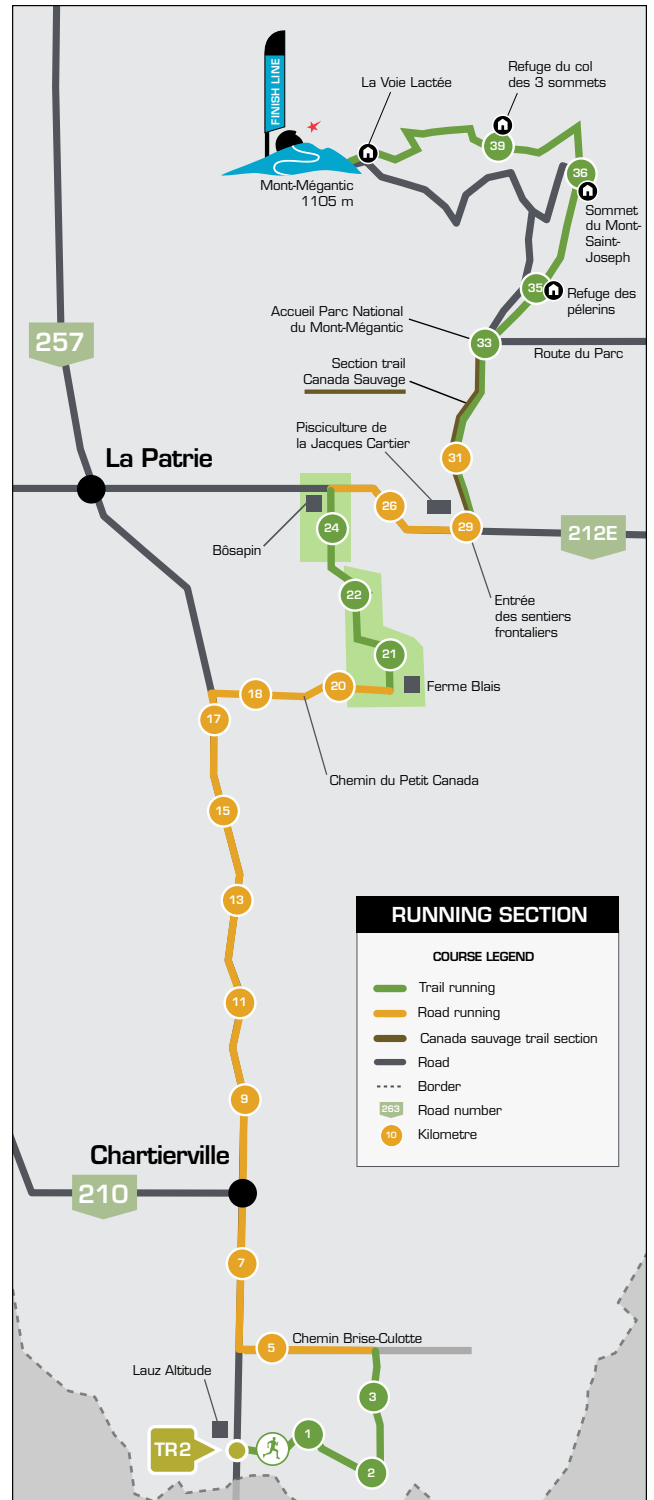 FINISH LINE
La Voie Lactée
Refuge du col
des 3 sommets
39
36
Mont-Mégantic
1105 m
Sommet
du Mont-
Saint-
Joseph
35
Refuge des
pélerins
Accueil Parc National
du Mont-Mégantic
33
Route du Parc
257
Section trail
Canada Sauvage
Pisciculture de
la Jacques Cartier
31
La Patrie
26
29
212E
24
Bôsapin
22
Entrée
des sentiers
frontaliers
21
20
18
Ferme Blais
17
Chemin du Petit Canada
15
13
11
9
RUNNING SECTION
COURSE LEGEND
Trail running
Road running
Canada sauvage trail section
Road
Border
263 Road number
10 Kilometre
Chartierville
210
7
5
Chemin Brise-Culotte
Lauz Altitude
3
1
TR2
2